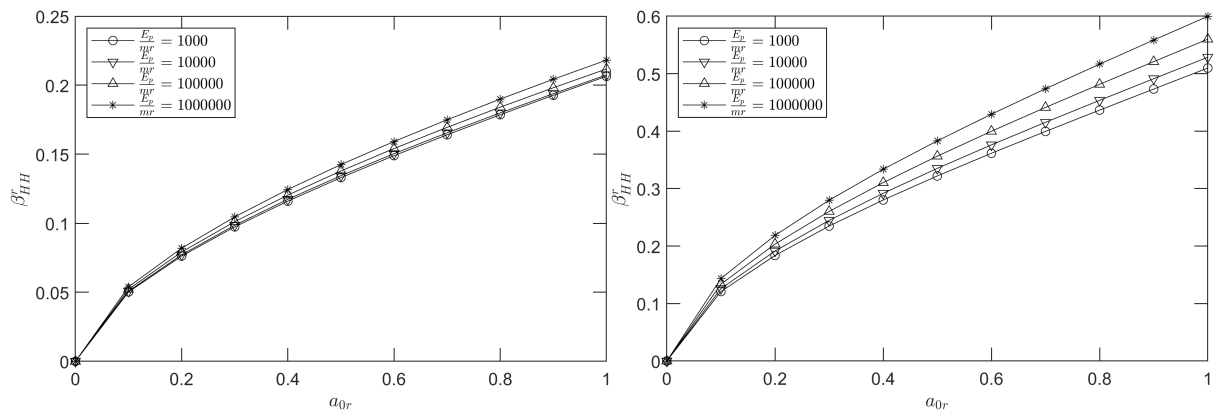 0.25
0.2
0.15
0.1
0.05
0
β^r_{HH}
E_p/mr = 1000
E_p/mr = 10000
E_p/mr = 100000
E_p/mr = 1000000
0 0.2 0.4 0.6 0.8 1
a_{0r}
0.6
0.5
0.4
0.3
0.2
0.1
0
β^r_{HH}
E_p/mr = 1000
E_p/mr = 10000
E_p/mr = 100000
E_p/mr = 1000000
0 0.2 0.4 0.6 0.8 1
a_{0r}